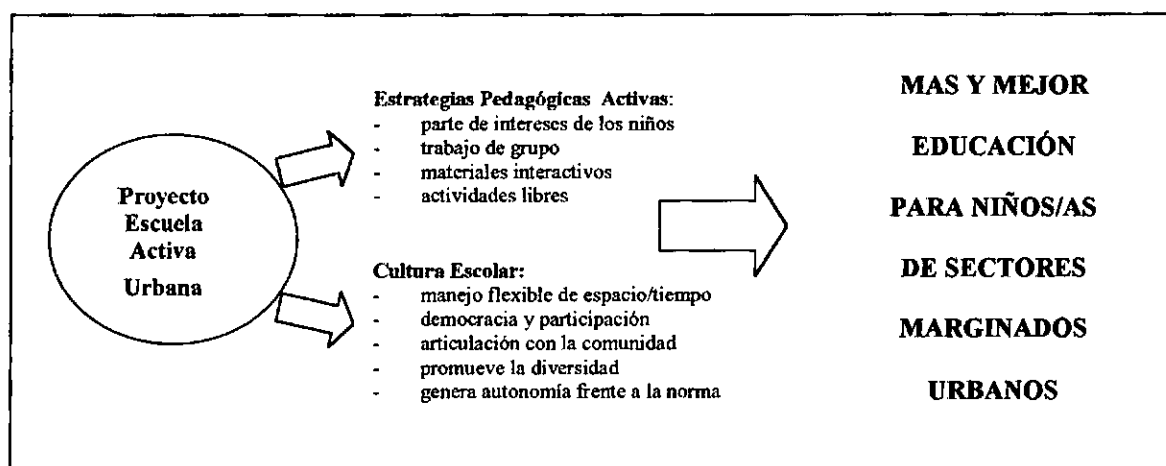 Proyecto
Escuela
Activa
Urbana
Estrategias Pedagógicas Activas:
- parte de intereses de los niños
- trabajo de grupo
- materiales interactivos
- actividades libres
Cultura Escolar:
- manejo flexible de espacio/tiempo
- democracia y participación
- articulación con la comunidad
- promueve la diversidad
- genera autonomía frente a la norma
MAS Y MEJOR
EDUCACIÓN
PARA NIÑOS/AS
DE SECTORES
MARGINADOS
URBANOS